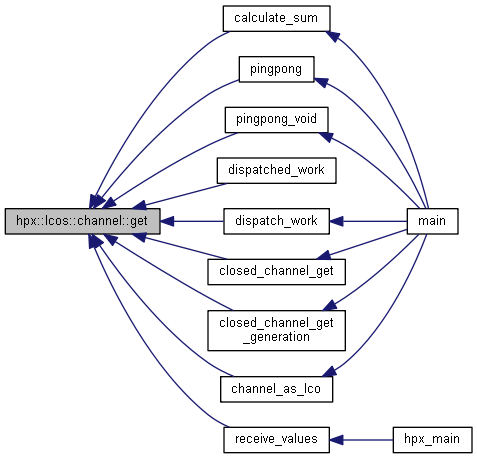 calculate_sum
pingpong
pingpong_void
dispatched_work
hpx::lcos::channel::get
dispatch_work
main
closed_channel_get
closed_channel_get
_generation
channel_as_lco
receive_values
hpx_main